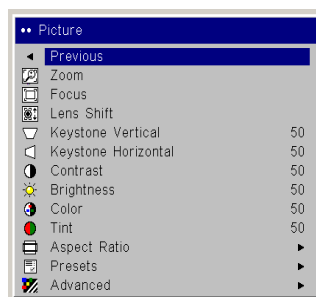 Picture
Previous
Zoom
Focus
Lens Shift
Keystone Vertical 50
Keystone Horizontal 50
Contrast 50
Brightness 50
Color 50
Tint 50
Aspect Ratio
Presets
Advanced